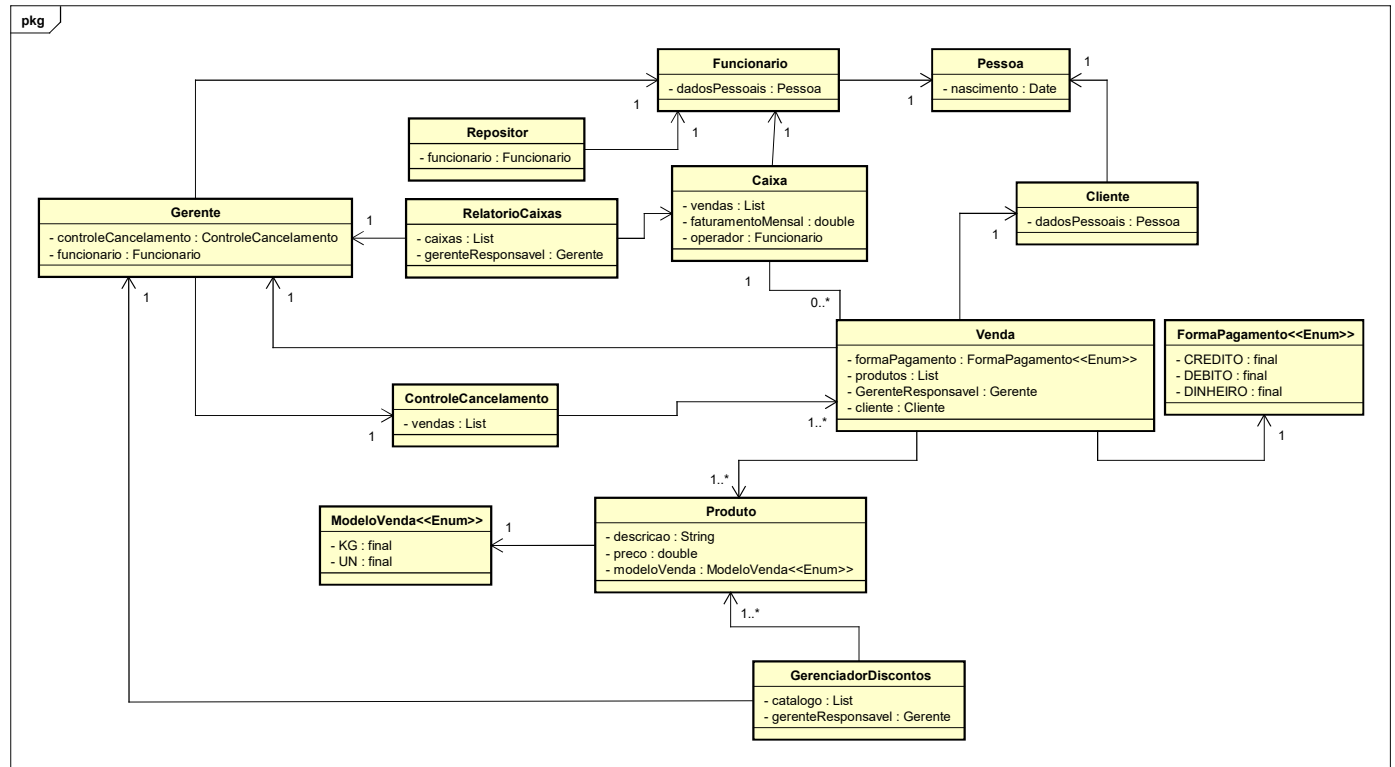 pkg
Funcionario
- dadosPessoais : Pessoa
Pessoa
- nascimento : Date
1
1
1
1
1
Repositor
- funcionario : Funcionario
Caixa
- vendas : List
- faturamentoMensal : double
- operador : Funcionario
Cliente
- dadosPessoais : Pessoa
Gerente
- controleCancelamento : ControleCancelamento
- funcionario : Funcionario
RelatorioCaixas
- caixas : List
- gerenteResponsavel : Gerente
1
1
1
0..*
1
1
Venda
- formaPagamento : FormaPagamento<<Enum>>
- produtos : List
- GerenteResponsavel : Gerente
- cliente : Cliente
FormaPagamento<<Enum>>
- CREDITO : final
- DEBITO : final
- DINHEIRO : final
ControleCancelamento
- vendas : List
1
1..*
1
1..*
ModeloVenda<<Enum>>
- KG : final
- UN : final
1
Produto
- descricao : String
- preco : double
- modeloVenda : ModeloVenda<<Enum>>
1..*
GerenciadorDiscontos
- catalogo : List
- gerenteResponsavel : Gerente